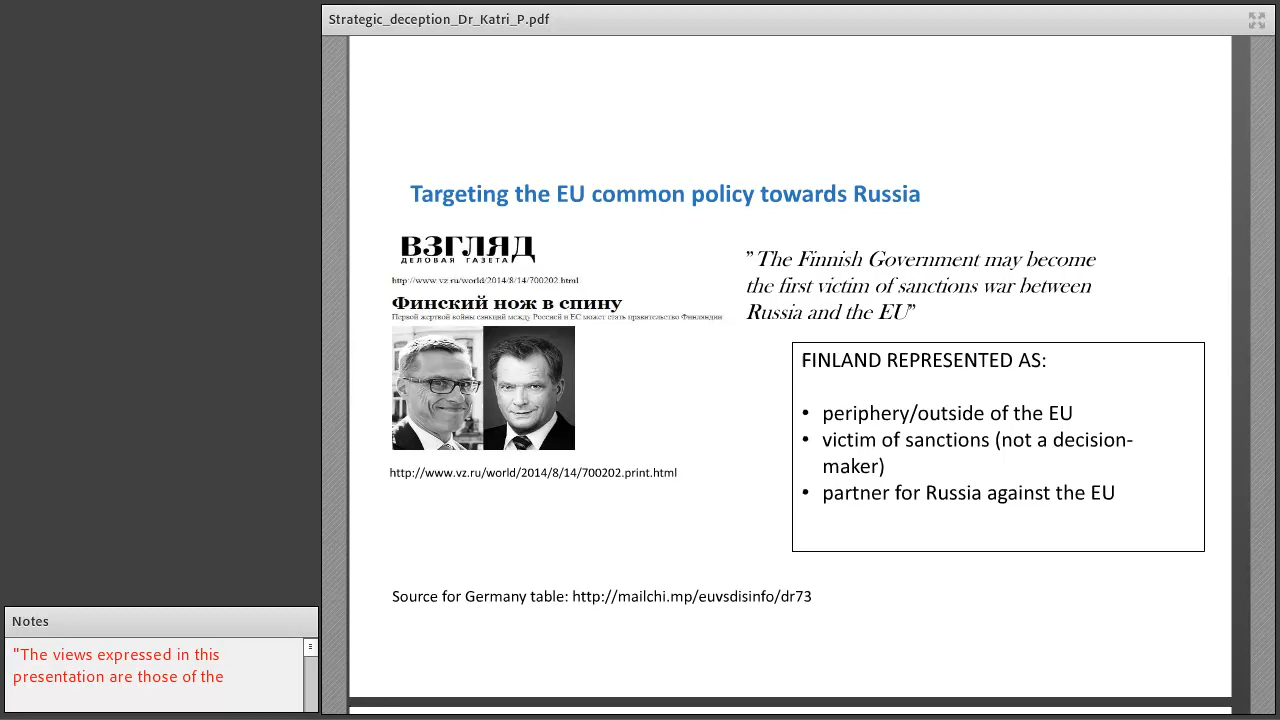 Strategic_deception_Dr_Katri_P.pdf
Targeting the EU common policy towards Russia
ВЗГЛЯД
ДЕЛОВАЯ ГАЗЕТА
http://www.vz.ru/world/2014/8/14/700202.html
Финский нож в спину
Первой жертвой войны санкций между Россией и ЕС может стать правительство Финляндии
http://www.vz.ru/world/2014/8/14/700202.print.html
” The Finnish Government may become
the first victim of sanctions war between
Russia and the EU”
FINLAND REPRESENTED AS:
• periphery/outside of the EU
• victim of sanctions (not a decision-
maker)
• partner for Russia against the EU
Source for Germany table: http://mailchi.mp/euvsdisinfo/dr73
Notes
"The views expressed in this
presentation are those of the